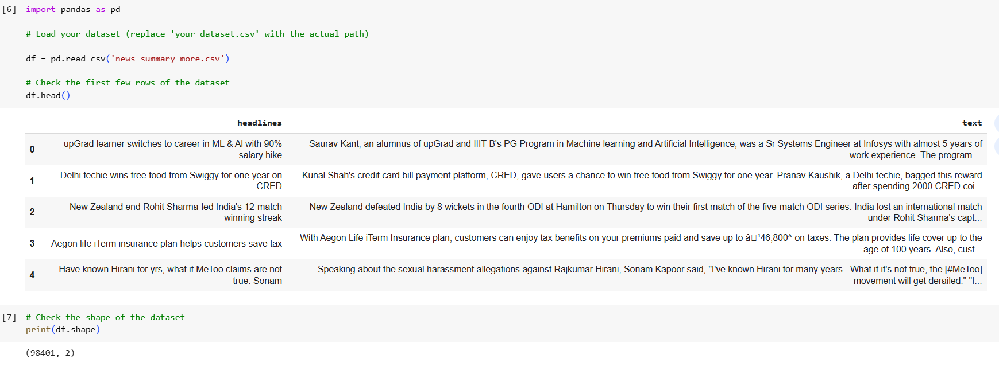 [6] import pandas as pd
# Load your dataset (replace 'your_dataset.csv' with the actual path)
df = pd.read_csv('news_summary_more.csv')
# Check the first few rows of the dataset
df.head()
headlines text
0 upGrad learner switches to career in ML & AI with 90% salary hike
Saurav Kant, an alumnus of upGrad and IIIT-B's PG Program in Machine learning and Artificial Intelligence, was a Sr Systems Engineer at Infosys with almost 5 years of
work experience. The program ...
1 Delhi techie wins free food from Swiggy for one year on
CRED
Kunal Shah's credit card bill payment platform, CRED, gave users a chance to win free food from Swiggy for one year. Pranav Kaushik, a Delhi techie, bagged this reward
after spending 2000 CRED coi...
2 New Zealand end Rohit Sharma-led India's 12-match
winning streak
New Zealand defeated India by 8 wickets in the fourth ODI at Hamilton on Thursday to win their first match of the five-match ODI series. India lost an international match
under Rohit Sharma's capt...
3 Aegon life iTerm insurance plan helps customers save tax
With Aegon Life iTerm Insurance plan, customers can enjoy tax benefits on your premiums paid and save up to â□¹46,800^ on taxes. The plan provides life cover up to the
age of 100 years. Also, cust...
4 Have known Hirani for yrs, what if MeToo claims are not
true: Sonam
Speaking about the sexual harassment allegations against Rajkumar Hirani, Sonam Kapoor said, "I've known Hirani for many years...What if it's not true, the [#MeToo]
movement will get derailed." "I...
[7] # Check the shape of the dataset
print(df.shape)
(98401, 2)